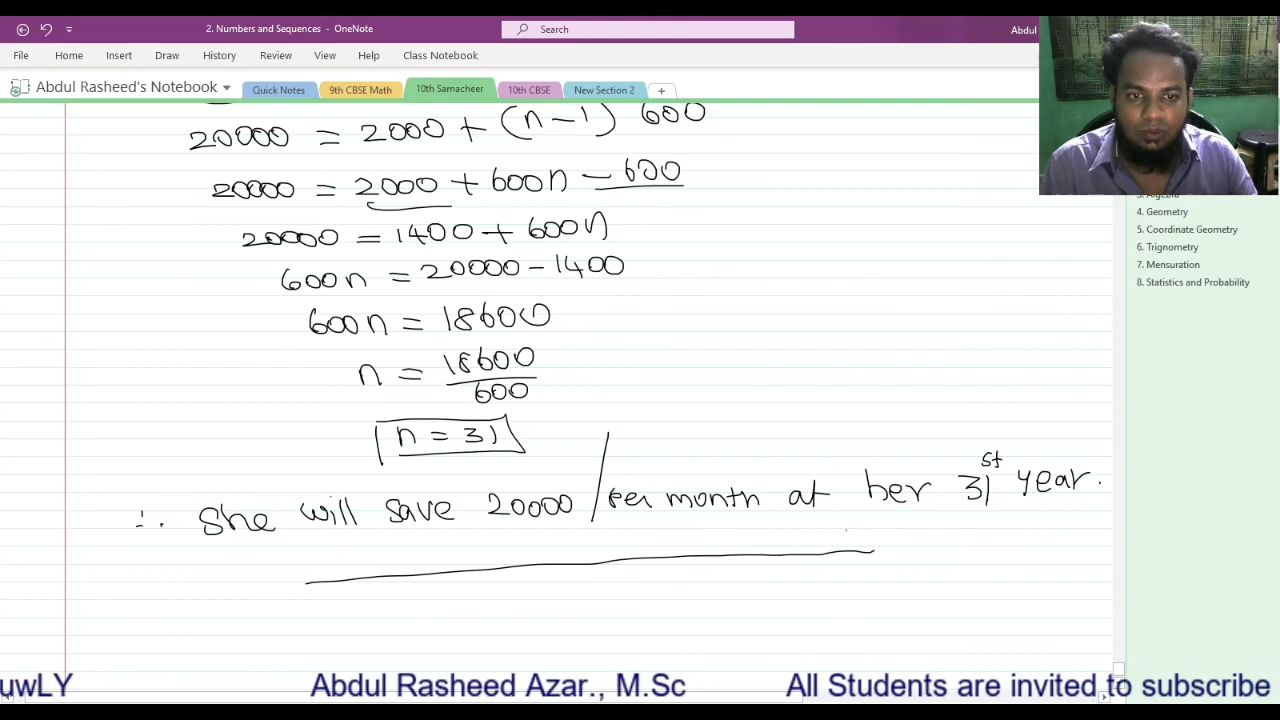 2. Numbers and Sequences - OneNote
Search
Abdul
File Home Insert Draw History Review View Help Class Notebook
Abdul Rasheed's Notebook
Quick Notes
9th CBSE Math
10th Samacheer
10th CBSE
New Section 2
+
20000 = 2000 + (n-1) 600
20000 = 2000 + 600n - 600
20000 = 1400 + 600n
600n = 20000 - 1400
600n = 18600
n = 18600/600
n = 31
∴ She will save 20000/per month at her 31st year.
4. Geometry
5. Coordinate Geometry
6. Trignometry
7. Mensuration
8. Statistics and Probability
uwLY Abdul Rasheed Azar., M.Sc All Students are invited to subscribe